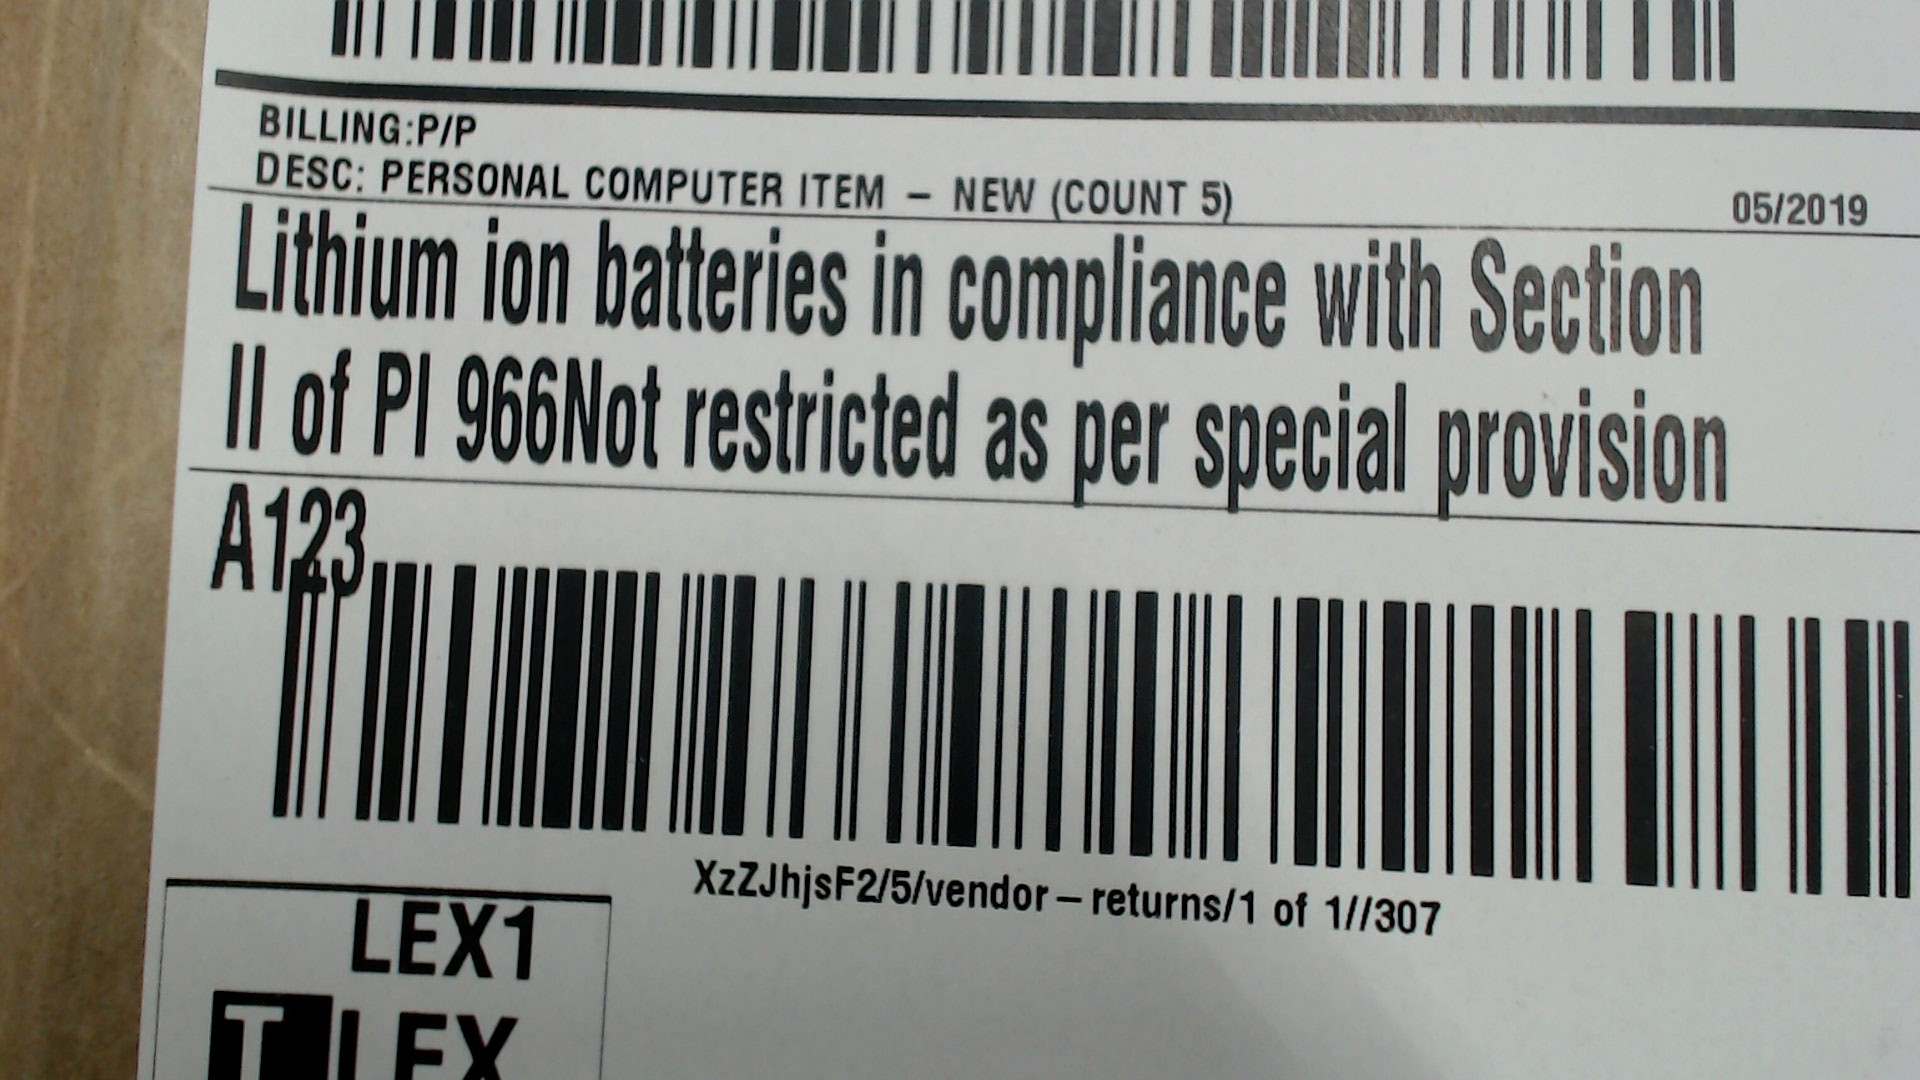 BILLING:P/P
DESC: PERSONAL COMPUTER ITEM - NEW (COUNT 5)
05/2019
Lithium ion batteries in compliance with Section
II of PI 966Not restricted as per special provision
A123
XzZJhjsF2/5/vendor-returns/1 of 1//307
LEX1
T LEX